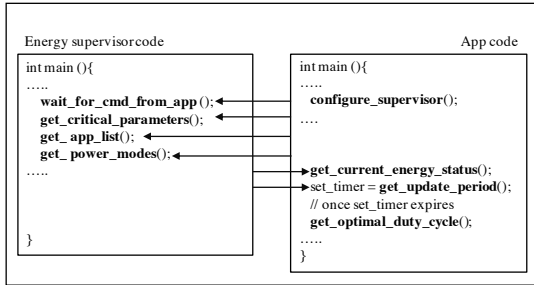 Energy supervisor code
int main (){
…..
wait_for_cmd_from_app();
get_critical_parameters();
get_ app_list();
get_ power_modes();
…..
}
App code
int main (){
…..
configure_supervisor();
….
get_current_energy_status();
set_timer = get_update_period();
// once set_timer expires
get_optimal_duty_cycle();
…..
}